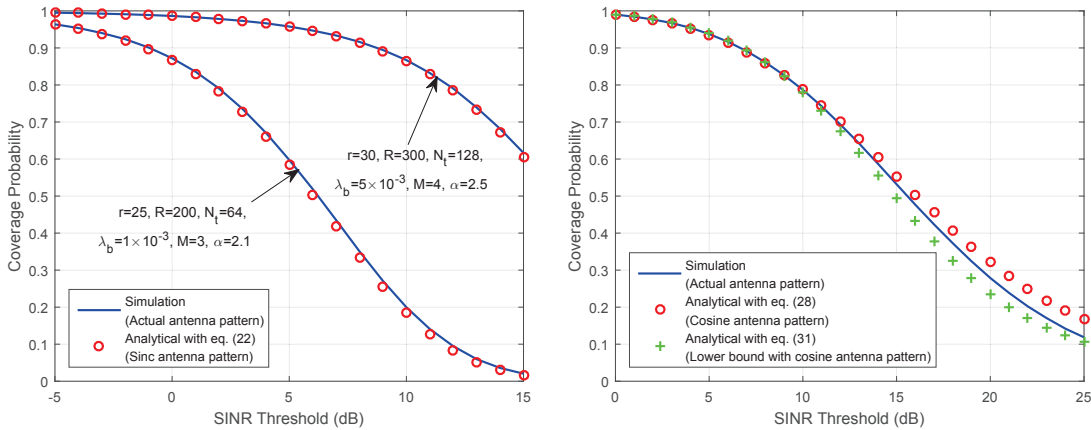 1
0.9
0.8
0.7
0.6
0.5
0.4
0.3
0.2
0.1
0
Coverage Probability
r=30, R=300, N_t=128,
λ_b=5×10^-3, M=4, α=2.5
r=25, R=200, N_t=64,
λ_b=1×10^-3, M=3, α=2.1
Simulation
(Actual antenna pattern)
Analytical with eq. (22)
(Sinc antenna pattern)
-5 0 5 10 15
SINR Threshold (dB)
1
0.9
0.8
0.7
0.6
0.5
0.4
0.3
0.2
0.1
0
Coverage Probability
Simulation
(Actual antenna pattern)
Analytical with eq. (28)
(Cosine antenna pattern)
Analytical with eq. (31)
(Lower bound with cosine antenna pattern)
0 5 10 15 20 25
SINR Threshold (dB)